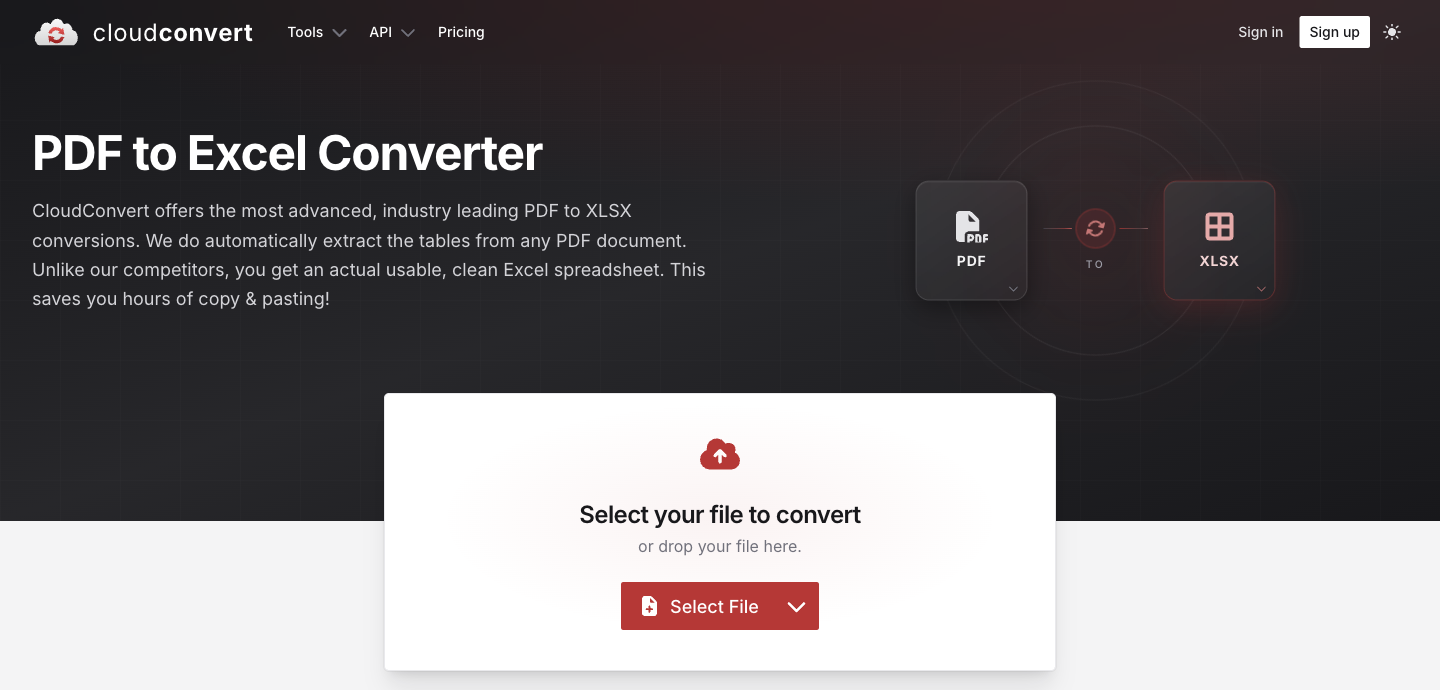 cloudconvert Tools API Pricing Sign in Sign up
PDF to Excel Converter
CloudConvert offers the most advanced, industry leading PDF to XLSX
conversions. We do automatically extract the tables from any PDF document.
Unlike our competitors, you get an actual usable, clean Excel spreadsheet. This
saves you hours of copy & pasting!
PDF
PDF
TO
XLSX
Select your file to convert
or drop your file here.
Select File